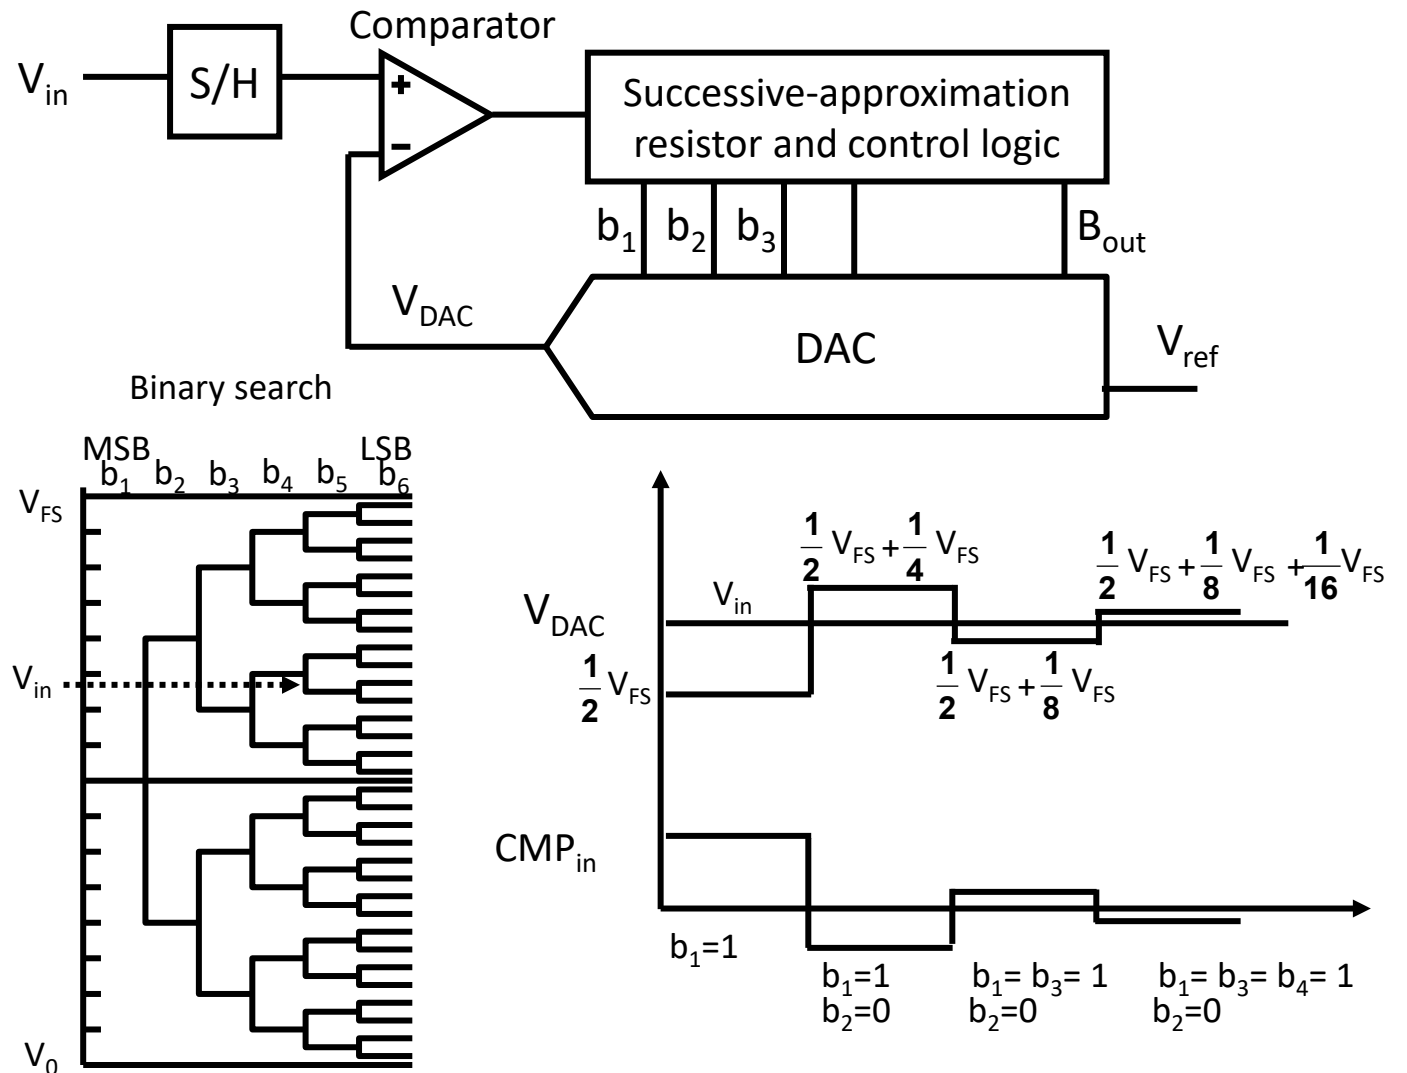 Comparator
V_in
S/H
+
−
Successive-approximation
resistor and control logic
b_1 b_2 b_3 B_out
V_DAC
DAC
V_ref
Binary search
MSB LSB
b_1 b_2 b_3 b_4 b_5 b_6
V_FS
V_in
V_0
1/2 V_FS + 1/4 V_FS
1/2 V_FS + 1/8 V_FS + 1/16 V_FS
V_in
V_DAC
1/2 V_FS
1/2 V_FS + 1/8 V_FS
CMP_in
b_1=1
b_1=1
b_2=0
b_1= b_3= 1
b_2=0
b_1= b_3= b_4= 1
b_2=0